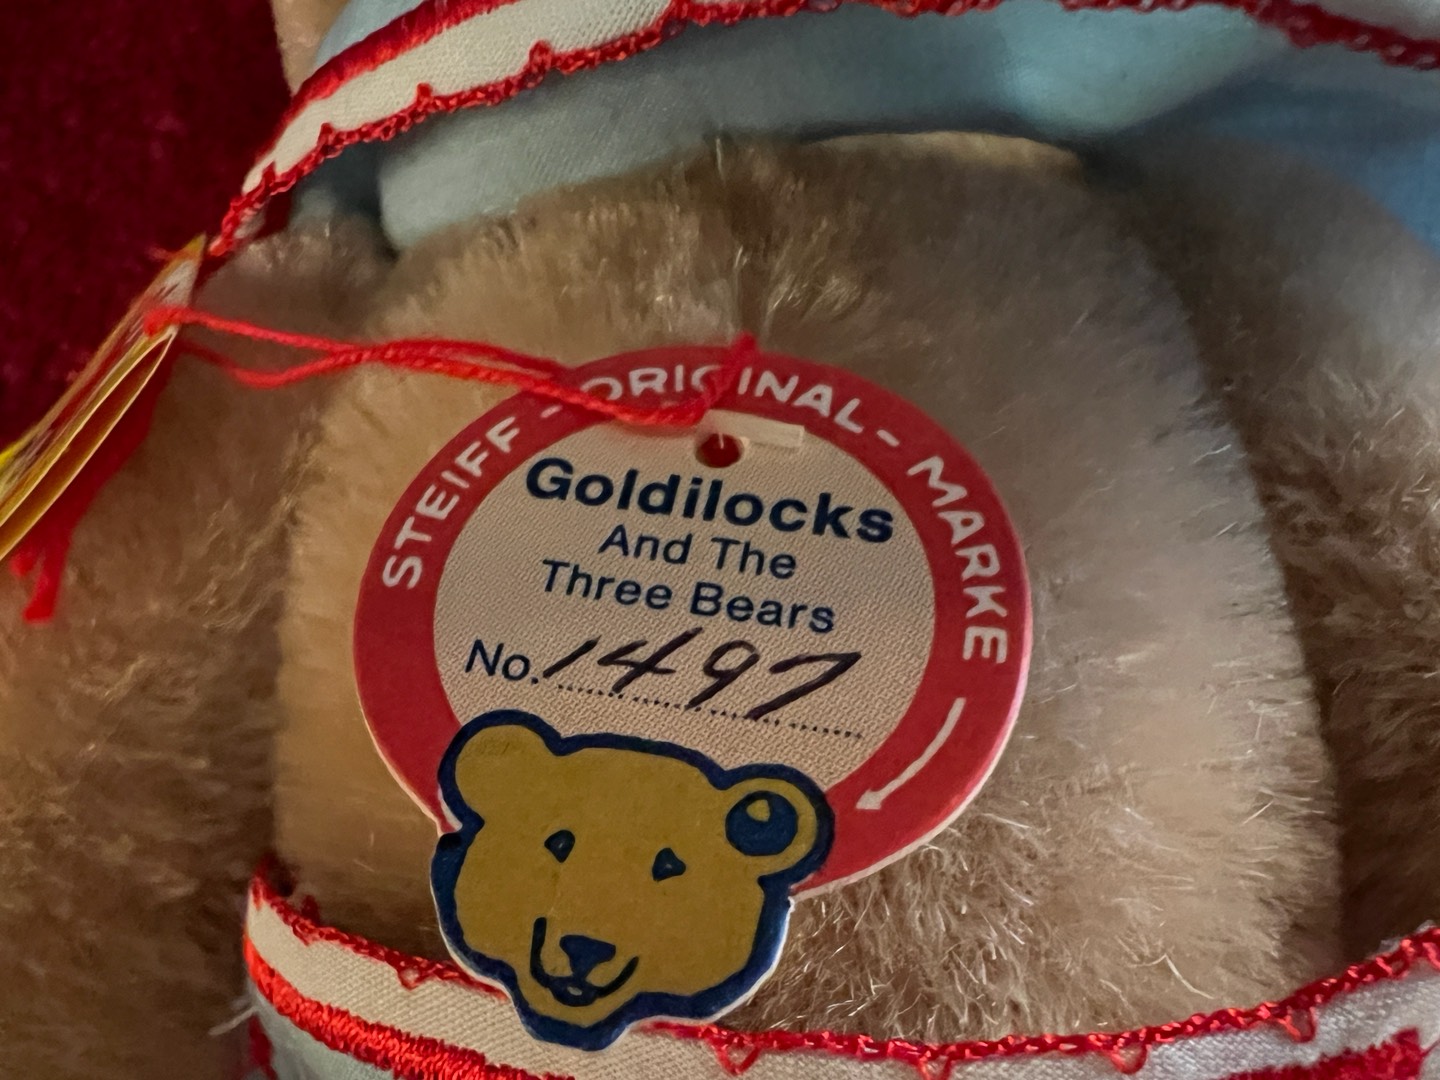 STEIFF - ORIGINAL - MARKE
Goldilocks
And The
Three Bears
No. 1497